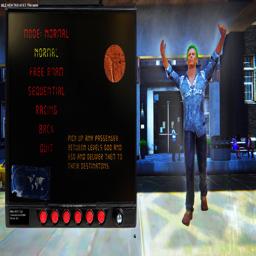 MODE: NORMAL
NORMAL
FREE ROAM
SEQUENTIAL
RACING
BACK
QUIT
PICK UP ANY PASSENGER
BETWEEN LEVELS 600 AND
650 AND DELIVER THEM TO
THEIR DESTINATIONS.